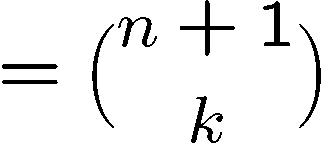 = \binom{n + 1}{k}